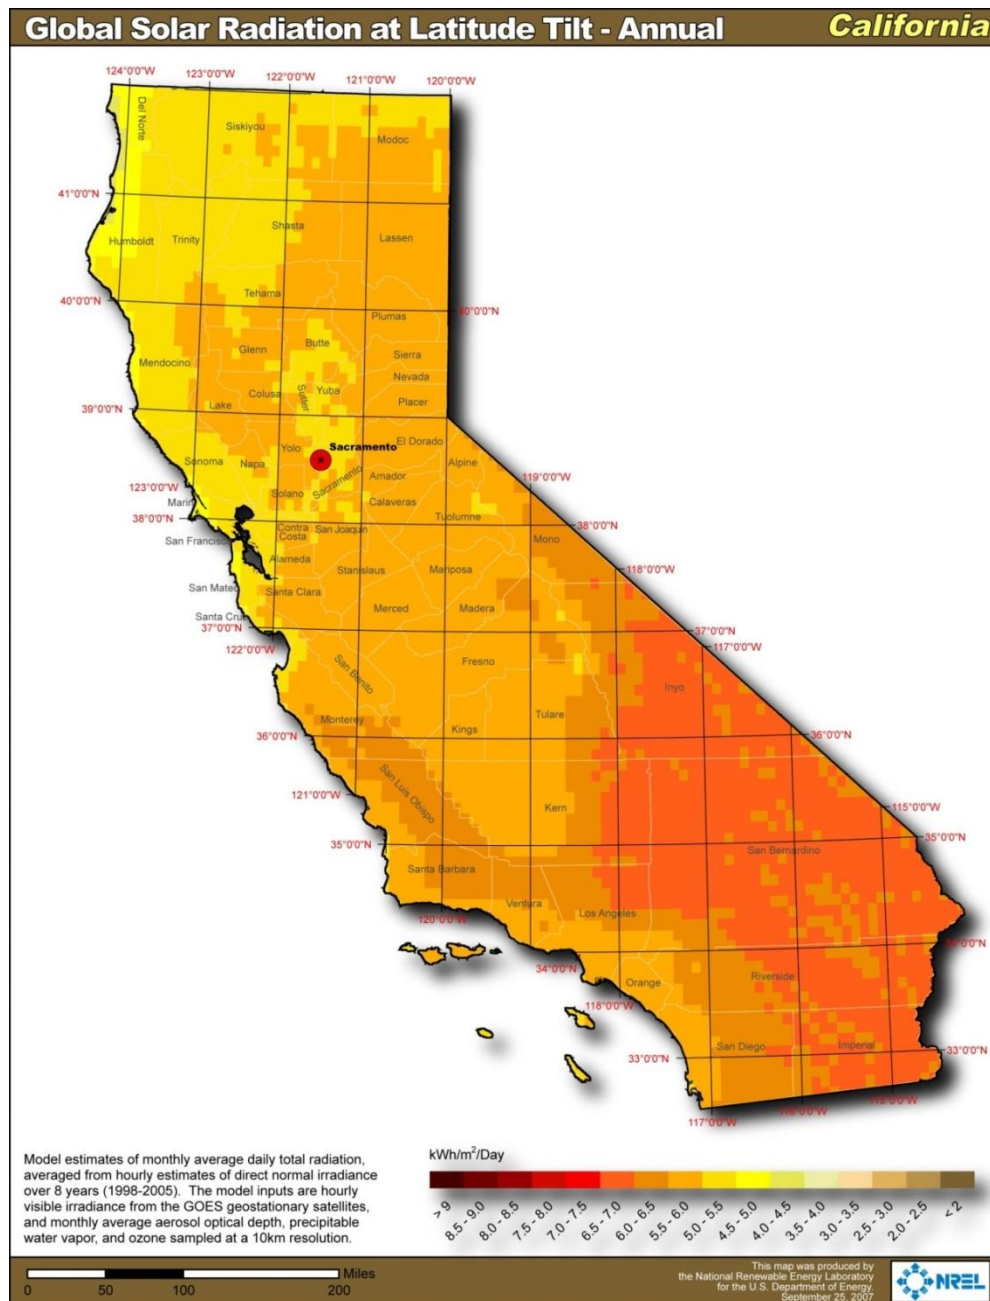 Global Solar Radiation at Latitude Tilt - Annual
California
124°0'0"W
123°0'0"W
122°0'0"W
121°0'0"W
120°0'0"W
Del Norte
Siskiyou
Modoc
41°0'0"N
Humboldt
Trinity
Shasta
Lassen
40°0'0"N
Tehama
40°0'0"N
Plumas
Mendocino
Glenn
Butte
Sierra
Nevada
Colusa
Sutter
Yuba
Placer
Lake
39°0'0"N
El Dorado
Yolo
Sacramento
Sonoma
Napa
Alpine
Amador
119°0'0"W
123°0'0"W
Solano
Sacramento
Calaveras
Marin
38°0'0"N
Tuolumne
38°0'0"N
Contra
Costa
San Joaquin
San Francisco
Mono
Alameda
Stanislaus
Mariposa
118°0'0"W
San Mateo
Santa Clara
Merced
Madera
Santa Cruz
37°0'0"N
37°0'0"N
122°0'0"W
117°0'0"W
San Benito
Fresno
Inyo
Monterey
Tulare
Kings
36°0'0"N
36°0'0"N
121°0'0"W
San Luis Obispo
Kern
115°0'0"W
35°0'0"N
35°0'0"N
San Bernardino
Santa Barbara
Ventura
Los Angeles
120°0'0"W
34°0'0"N
34°0'0"N
Orange
Riverside
118°0'0"W
33°0'0"N
San Diego
Imperial
33°0'0"N
117°0'0"W
116°0'0"W
115°0'0"W
Model estimates of monthly average daily total radiation,
averaged from hourly estimates of direct normal irradiance
over 8 years (1998-2005). The model inputs are hourly
visible irradiance from the GOES geostationary satellites,
and monthly average aerosol optical depth, precipitable
water vapor, and ozone sampled at a 10km resolution.
kWh/m²/Day
> 9
8.5 - 9.0
8.0 - 8.5
7.5 - 8.0
7.0 - 7.5
6.5 - 7.0
6.0 - 6.5
5.5 - 6.0
5.0 - 5.5
4.5 - 5.0
4.0 - 4.5
3.5 - 4.0
3.0 - 3.5
2.5 - 3.0
2.0 - 2.5
< 2
Miles
0
50
100
200
This map was produced by
the National Renewable Energy Laboratory
for the U.S. Department of Energy.
September 25, 2007
NREL